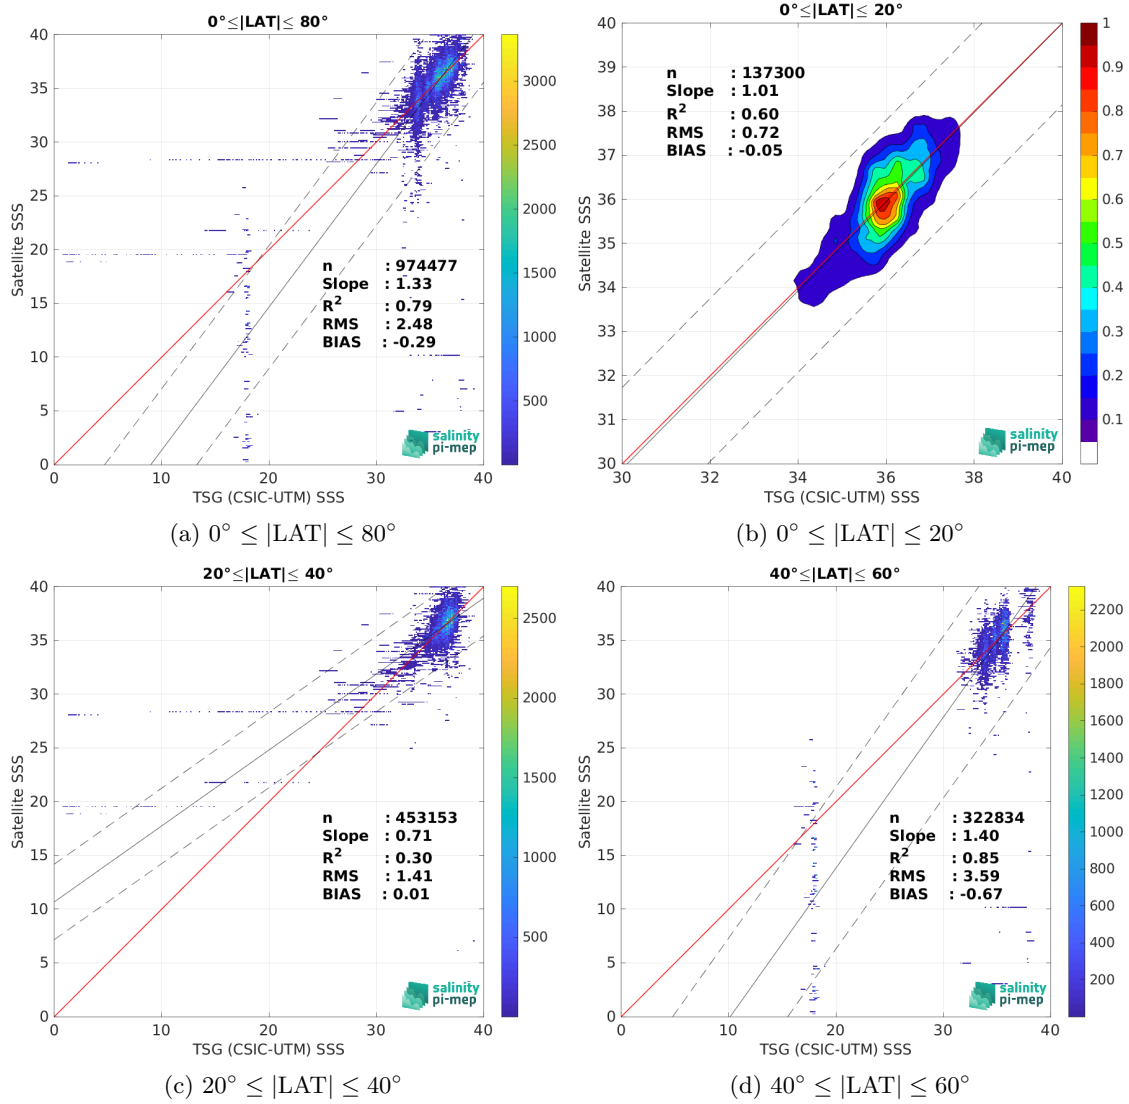 0°≤|LAT|≤ 80°
Satellite SSS
40
35
30
25
20
15
10
5
0
n : 974477
Slope : 1.33
R² : 0.79
RMS : 2.48
BIAS : -0.29
salinity
pi-mep
0 10 20 30 40
TSG (CSIC-UTM) SSS
3000
2500
2000
1500
1000
500
(a) 0° ≤ |LAT| ≤ 80°
0°≤|LAT|≤ 20°
Satellite SSS
40
39
38
37
36
35
34
33
32
31
30
n : 137300
Slope : 1.01
R² : 0.60
RMS : 0.72
BIAS : -0.05
salinity
pi-mep
30 32 34 36 38 40
TSG (CSIC-UTM) SSS
1
0.9
0.8
0.7
0.6
0.5
0.4
0.3
0.2
0.1
(b) 0° ≤ |LAT| ≤ 20°
20°≤|LAT|≤ 40°
Satellite SSS
40
35
30
25
20
15
10
5
0
n : 453153
Slope : 0.71
R² : 0.30
RMS : 1.41
BIAS : 0.01
salinity
pi-mep
0 10 20 30 40
TSG (CSIC-UTM) SSS
2500
2000
1500
1000
500
(c) 20° ≤ |LAT| ≤ 40°
40°≤|LAT|≤ 60°
Satellite SSS
40
35
30
25
20
15
10
5
0
n : 322834
Slope : 1.40
R² : 0.85
RMS : 3.59
BIAS : -0.67
salinity
pi-mep
0 10 20 30 40
TSG (CSIC-UTM) SSS
2200
2000
1800
1600
1400
1200
1000
800
600
400
200
(d) 40° ≤ |LAT| ≤ 60°